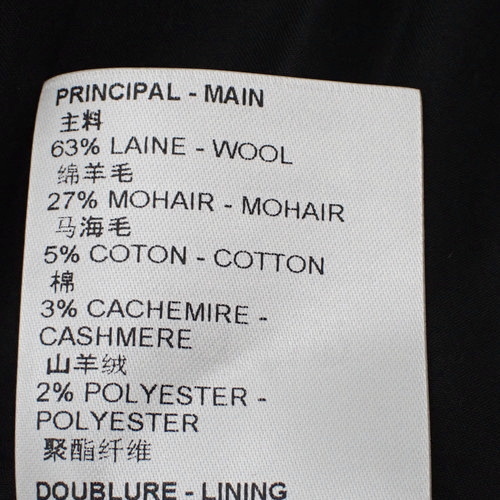 PRINCIPAL - MAIN
主料
63% LAINE - WOOL
绵羊毛
27% MOHAIR - MOHAIR
马海毛
5% COTON - COTTON
棉
3% CACHEMIRE -
CASHMERE
山羊绒
2% POLYESTER -
POLYESTER
聚酯纤维
DOUBLURE - LINING